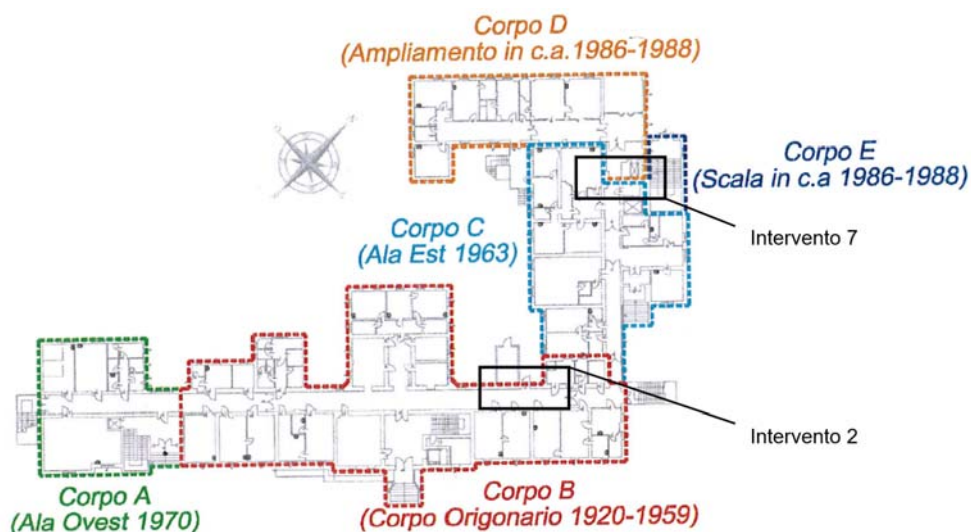 Corpo D
(Ampliamento in c.a.1986-1988)
Corpo E
(Scala in c.a 1986-1988)
Intervento 7
Corpo C
(Ala Est 1963)
Intervento 2
Corpo A
(Ala Ovest 1970)
Corpo B
(Corpo Origonario 1920-1959)